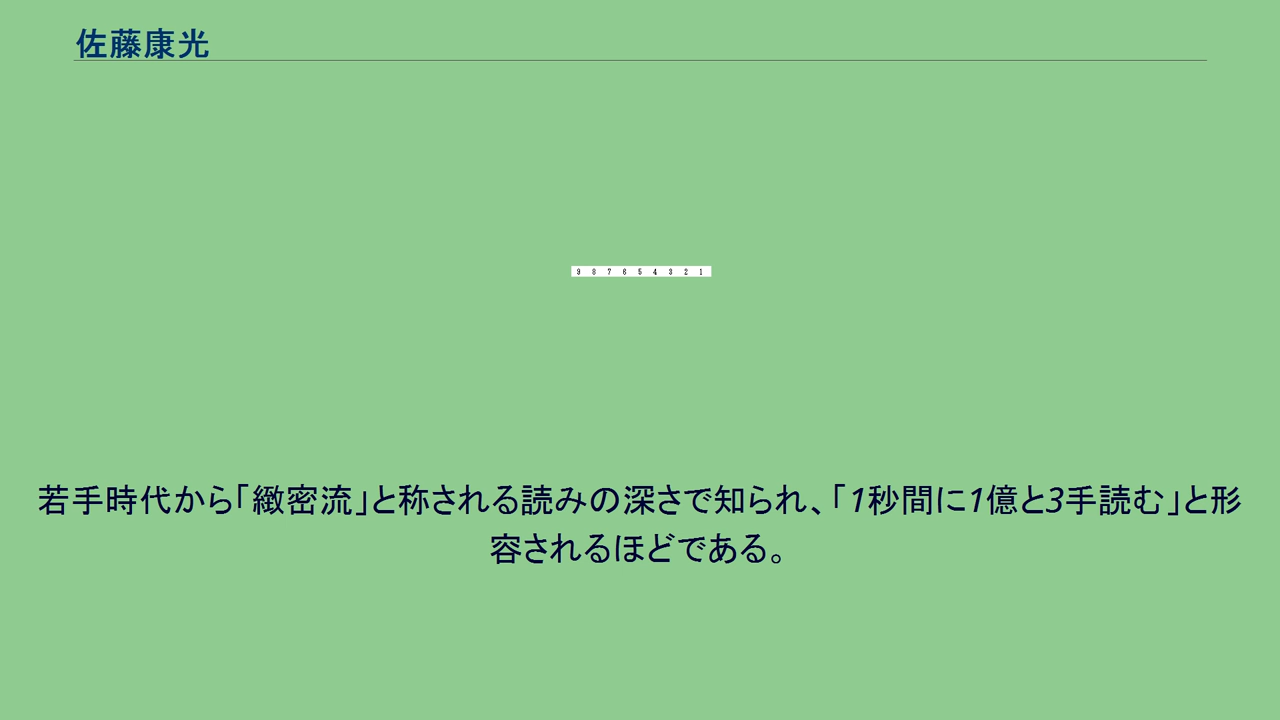 佐藤康光
9 8 7 6 5 4 3 2 1
若手時代から「緻密流」と称される読みの深さで知られ、「1秒間に1億と3手読む」と形
容されるほどである。